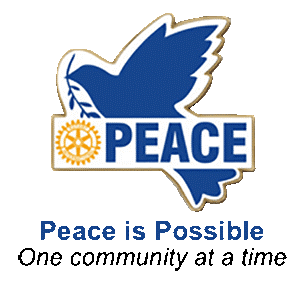 PEACE
Peace is Possible
One community at a time